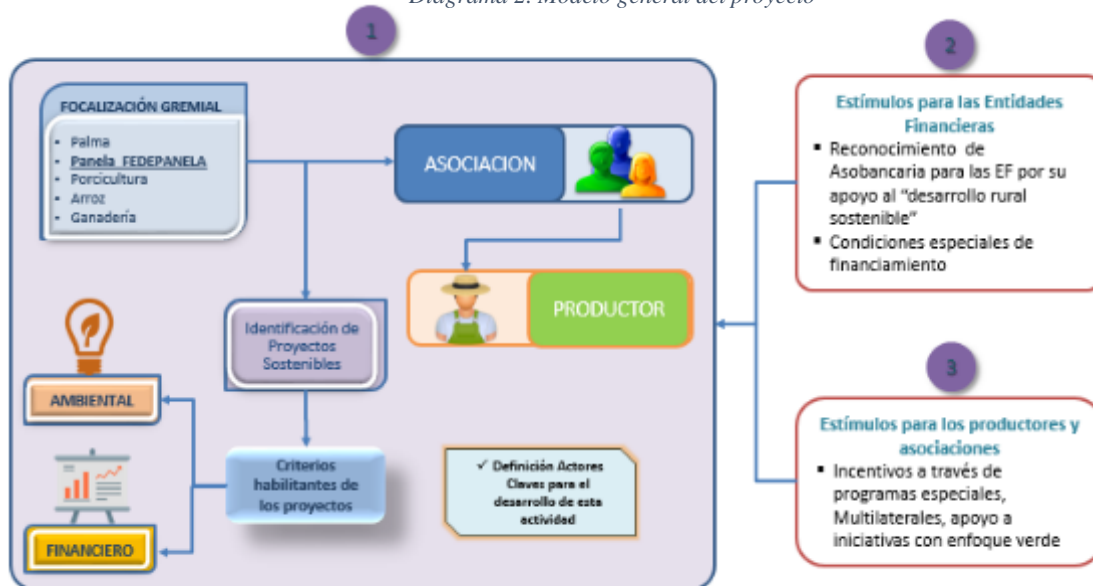 Diagrama 2. Modelo general del proyecto
1
FOCALIZACIÓN GREMIAL
• Palma
• Panela FEDEPANELA
• Porcicultura
• Arroz
• Ganadería
ASOCIACION
PRODUCTOR
Identificación de
Proyectos
Sostenibles
AMBIENTAL
Criterios
habilitantes de
los proyectos
FINANCIERO
✓ Definición Actores
Claves para el
desarrollo de esta
actividad
2
Estímulos para las Entidades
Financieras
▪ Reconocimiento de
Asobancaria para las EF por su
apoyo al “desarrollo rural
sostenible”
▪ Condiciones especiales de
financiamiento
3
Estímulos para los productores y
asociaciones
▪ Incentivos a través de
programas especiales,
Multilaterales, apoyo a
iniciativas con enfoque verde